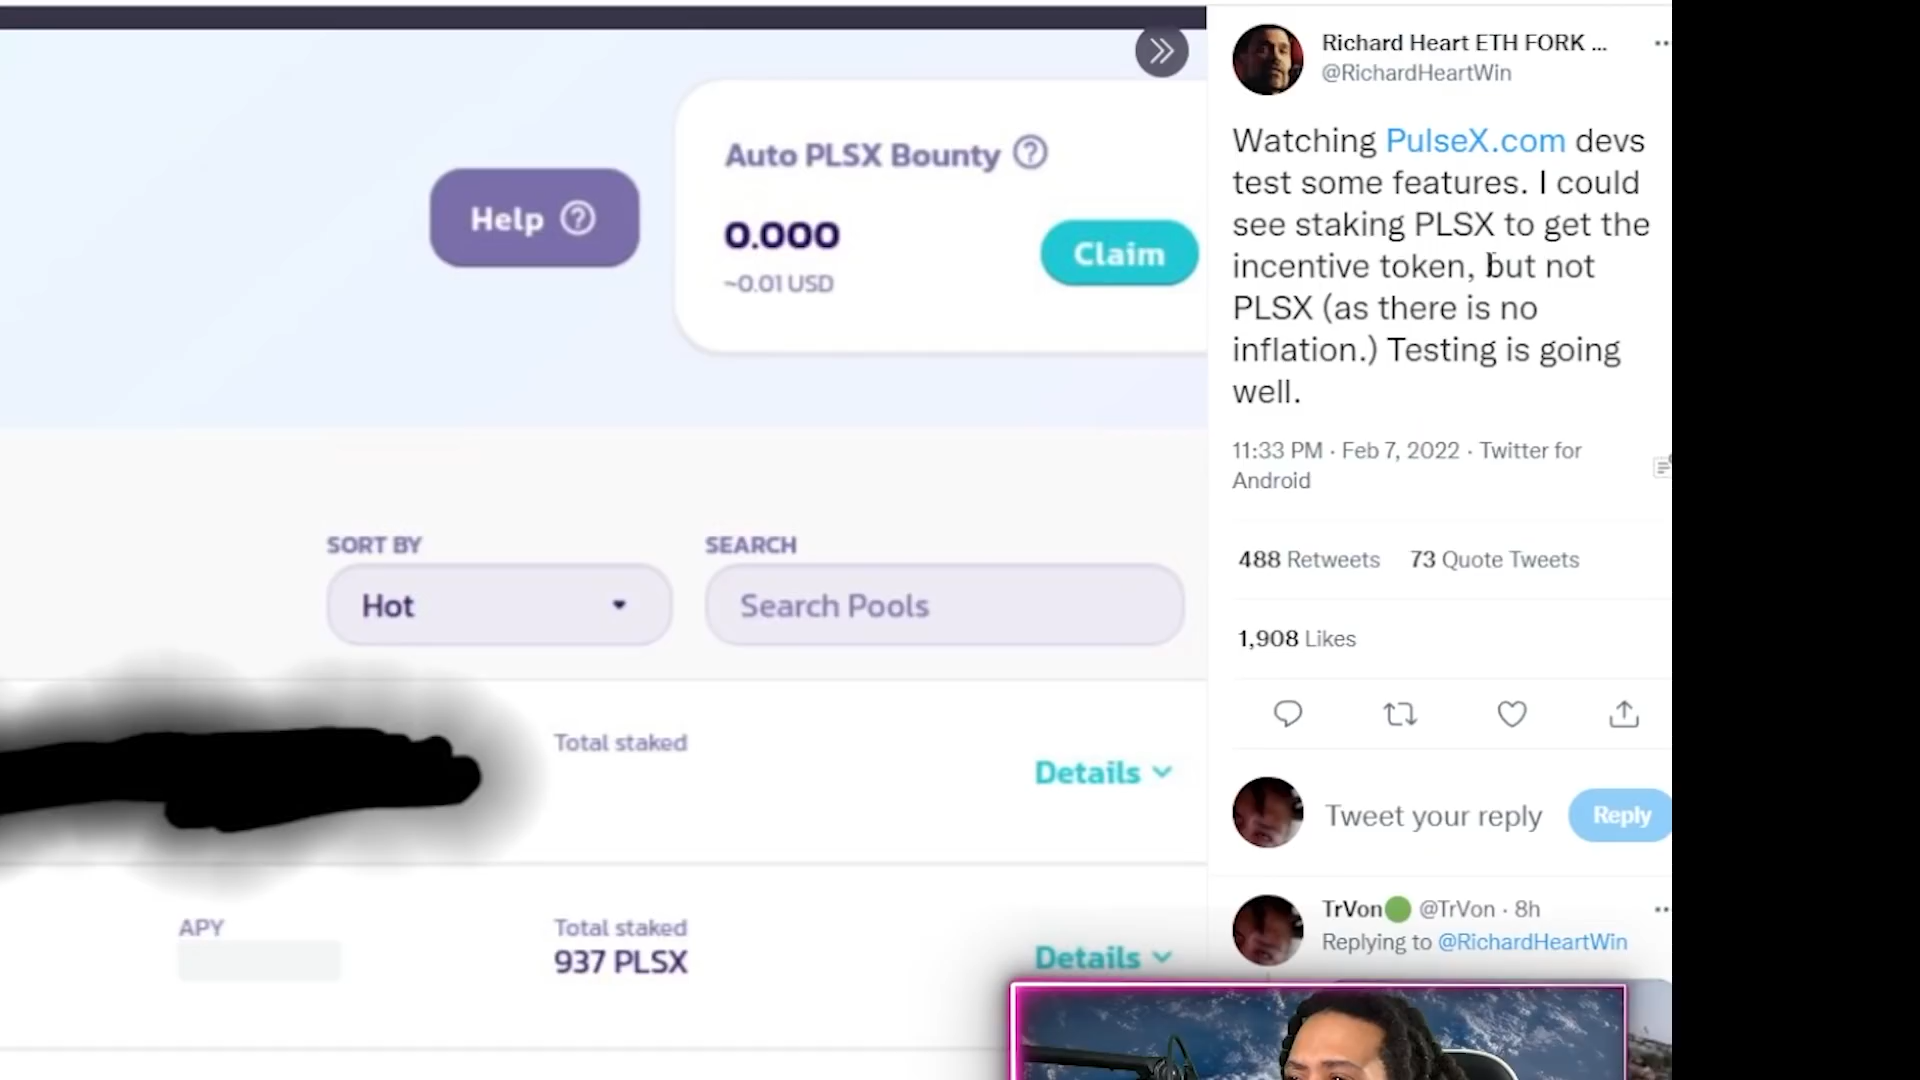 Auto PLSX Bounty
Help
0.000
~0.01 USD
Claim
SORT BY
SEARCH
Hot
Search Pools
Total staked
Details
APY
Total staked
937 PLSX
Details
Richard Heart ETH FORK ...
@RichardHeartWin
Watching PulseX.com devs
test some features. I could
see staking PLSX to get the
incentive token, but not
PLSX (as there is no
inflation.) Testing is going
well.
11:33 PM · Feb 7, 2022 · Twitter for
Android
488 Retweets 73 Quote Tweets
1,908 Likes
Tweet your reply
Reply
TrVon @TrVon · 8h
Replying to @RichardHeartWin